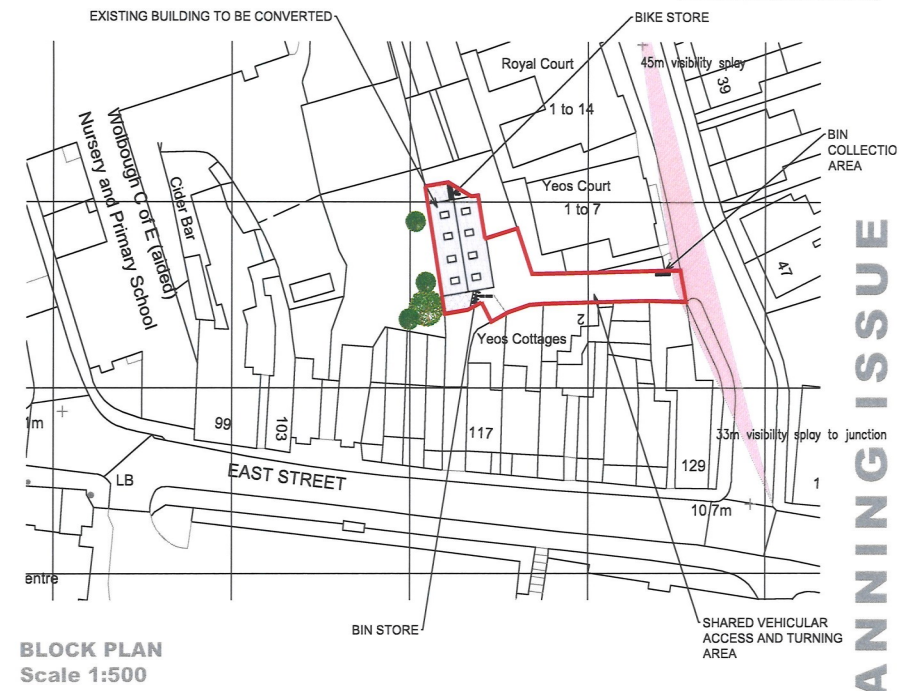 EXISTING BUILDING TO BE CONVERTED
BIKE STORE
Royal Court
1 to 14
45m visibility splay
39
BIN
COLLECTIO
AREA
Wolbough C of E (aided)
Nursery and Primary School
Cider Bar
Yeos Court
1 to 7
47
2
Yeos Cottages
99
103
117
129
33m visibility splay to junction
1m
LB
EAST STREET
10.7m
1
entre
BIN STORE
SHARED VEHICULAR
ACCESS AND TURNING
AREA
BLOCK PLAN
Scale 1:500
ANNING ISSUE